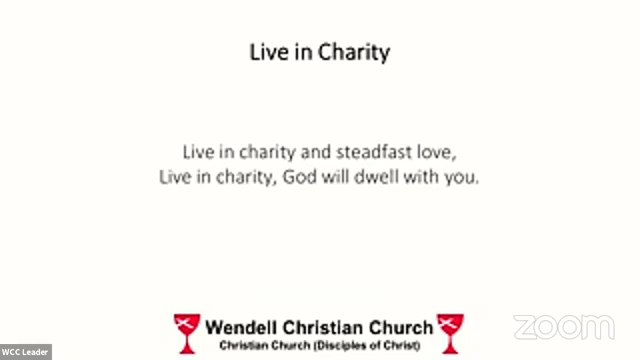 Live in Charity
Live in charity and steadfast love,
Live in charity, God will dwell with you.
Wendell Christian Church
Christian Church (Disciples of Christ)
zoom
WCC Leader